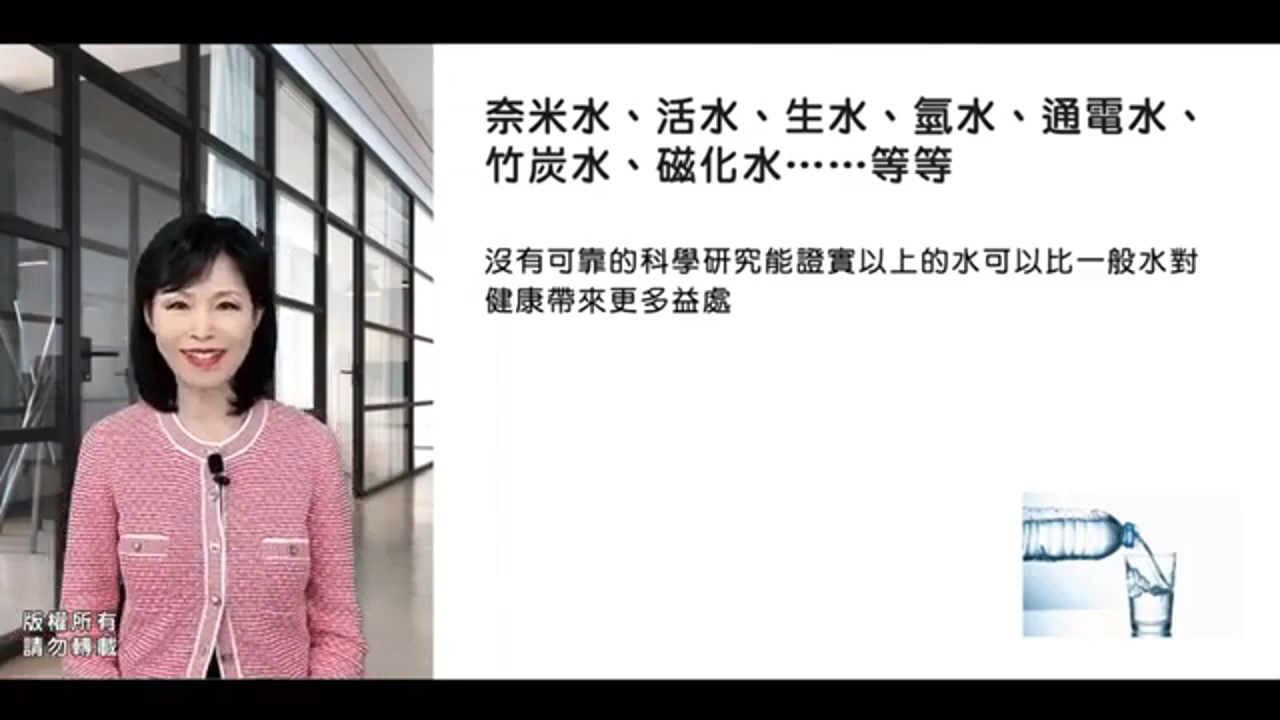 奈米水、活水、生水、氫水、通電水、
竹炭水、磁化水……等等
沒有可靠的科學研究能證實以上的水可以比一般水對
健康帶來更多益處
版權所有
請勿轉載